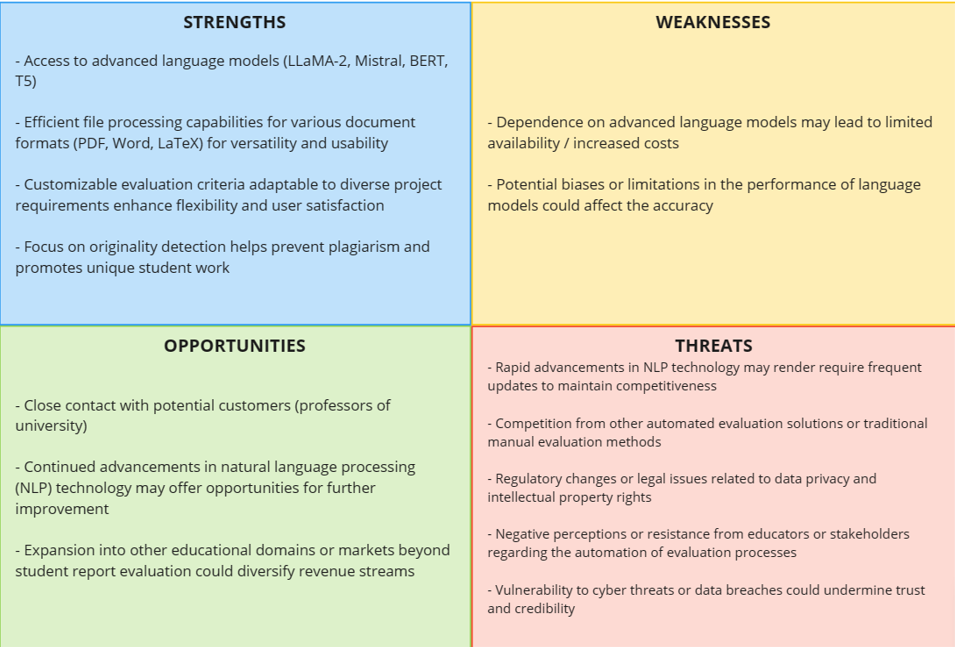 STRENGTHS
- Access to advanced language models (LLaMA-2, Mistral, BERT,
T5)
- Efficient file processing capabilities for various document
formats (PDF, Word, LaTeX) for versatility and usability
- Customizable evaluation criteria adaptable to diverse project
requirements enhance flexibility and user satisfaction
- Focus on originality detection helps prevent plagiarism and
promotes unique student work
WEAKNESSES
- Dependence on advanced language models may lead to limited
availability / increased costs
- Potential biases or limitations in the performance of language
models could affect the accuracy
OPPORTUNITIES
- Close contact with potential customers (professors of
university)
- Continued advancements in natural language processing
(NLP) technology may offer opportunities for further
improvement
- Expansion into other educational domains or markets beyond
student report evaluation could diversify revenue streams
THREATS
- Rapid advancements in NLP technology may render require frequent
updates to maintain competitiveness
- Competition from other automated evaluation solutions or traditional
manual evaluation methods
- Regulatory changes or legal issues related to data privacy and
intellectual property rights
- Negative perceptions or resistance from educators or stakeholders
regarding the automation of evaluation processes
- Vulnerability to cyber threats or data breaches could undermine trust
and credibility